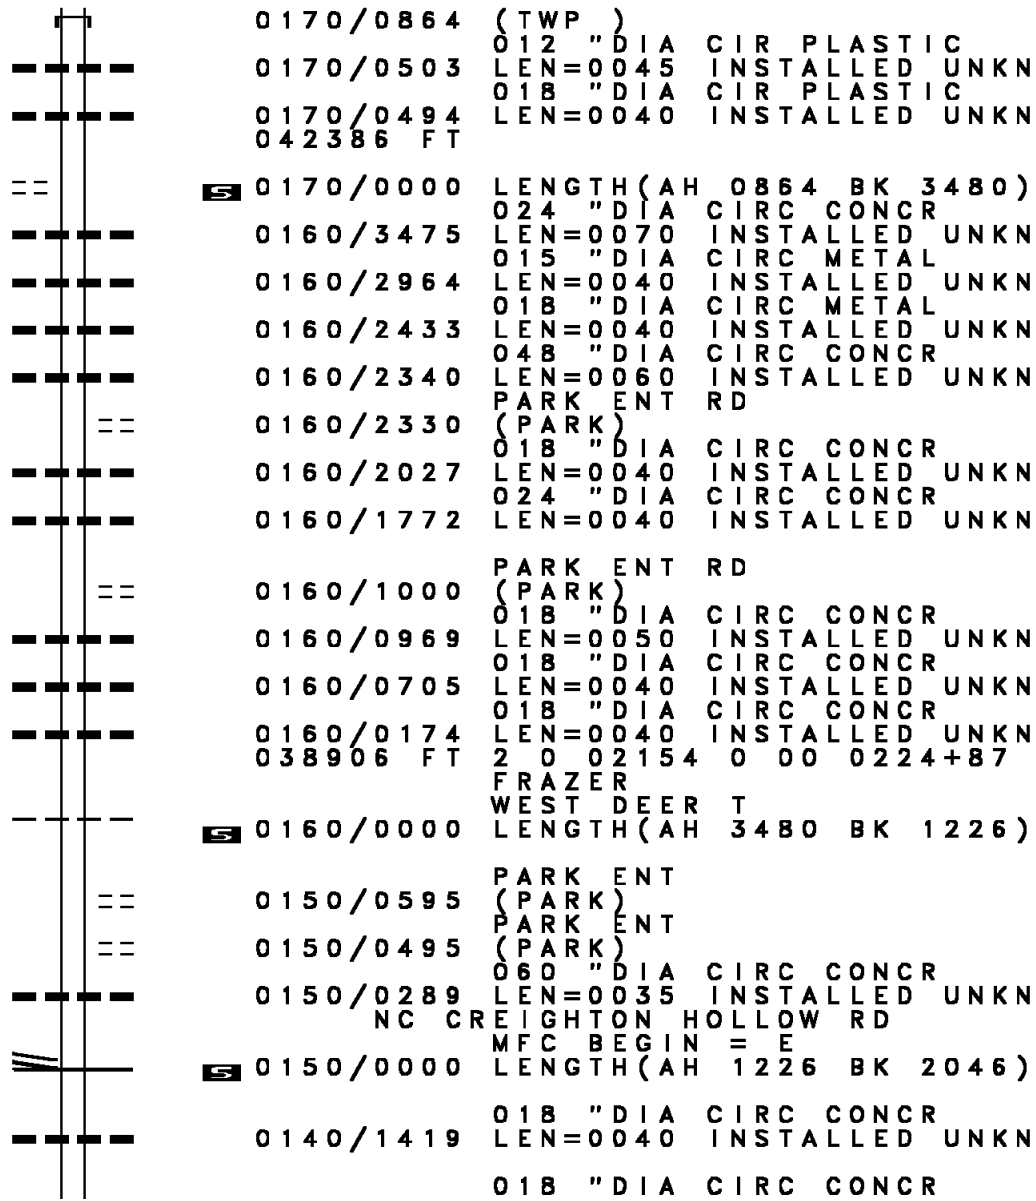 0170/0864 (TWP )
012 "DIA CIR PLASTIC
0170/0503 LEN=0045 INSTALLED UNKN
018 "DIA CIR PLASTIC
0170/0494 LEN=0040 INSTALLED UNKN
042386 FT
S 0170/0000 LENGTH(AH 0864 BK 3480)
024 "DIA CIRC CONCR
0160/3475 LEN=0070 INSTALLED UNKN
015 "DIA CIRC METAL
0160/2964 LEN=0040 INSTALLED UNKN
018 "DIA CIRC METAL
0160/2433 LEN=0040 INSTALLED UNKN
048 "DIA CIRC CONCR
0160/2340 LEN=0060 INSTALLED UNKN
PARK ENT RD
0160/2330 (PARK)
018 "DIA CIRC CONCR
0160/2027 LEN=0040 INSTALLED UNKN
024 "DIA CIRC CONCR
0160/1772 LEN=0040 INSTALLED UNKN
PARK ENT RD
0160/1000 (PARK)
018 "DIA CIRC CONCR
0160/0969 LEN=0050 INSTALLED UNKN
018 "DIA CIRC CONCR
0160/0705 LEN=0040 INSTALLED UNKN
018 "DIA CIRC CONCR
0160/0174 LEN=0040 INSTALLED UNKN
038906 FT 2 0 02154 0 00 0224+87
FRAZER
WEST DEER T
S 0160/0000 LENGTH(AH 3480 BK 1226)
PARK ENT
0150/0595 (PARK)
PARK ENT
0150/0495 (PARK)
060 "DIA CIRC CONCR
0150/0289 LEN=0035 INSTALLED UNKN
NC CREIGHTON HOLLOW RD
MFC BEGIN = E
S 0150/0000 LENGTH(AH 1226 BK 2046)
018 "DIA CIRC CONCR
0140/1419 LEN=0040 INSTALLED UNKN
018 "DIA CIRC CONCR